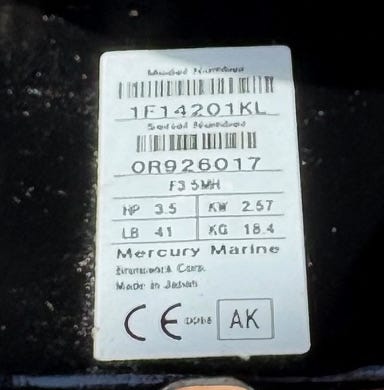 Model Number
1F14201KL
Serial Number
0R926017
F3.5MH
HP 3.5 KW 2.57
LB 41 KG 18.4
Mercury Marine
Brunswick Corp.
Made in Japan
CE AK